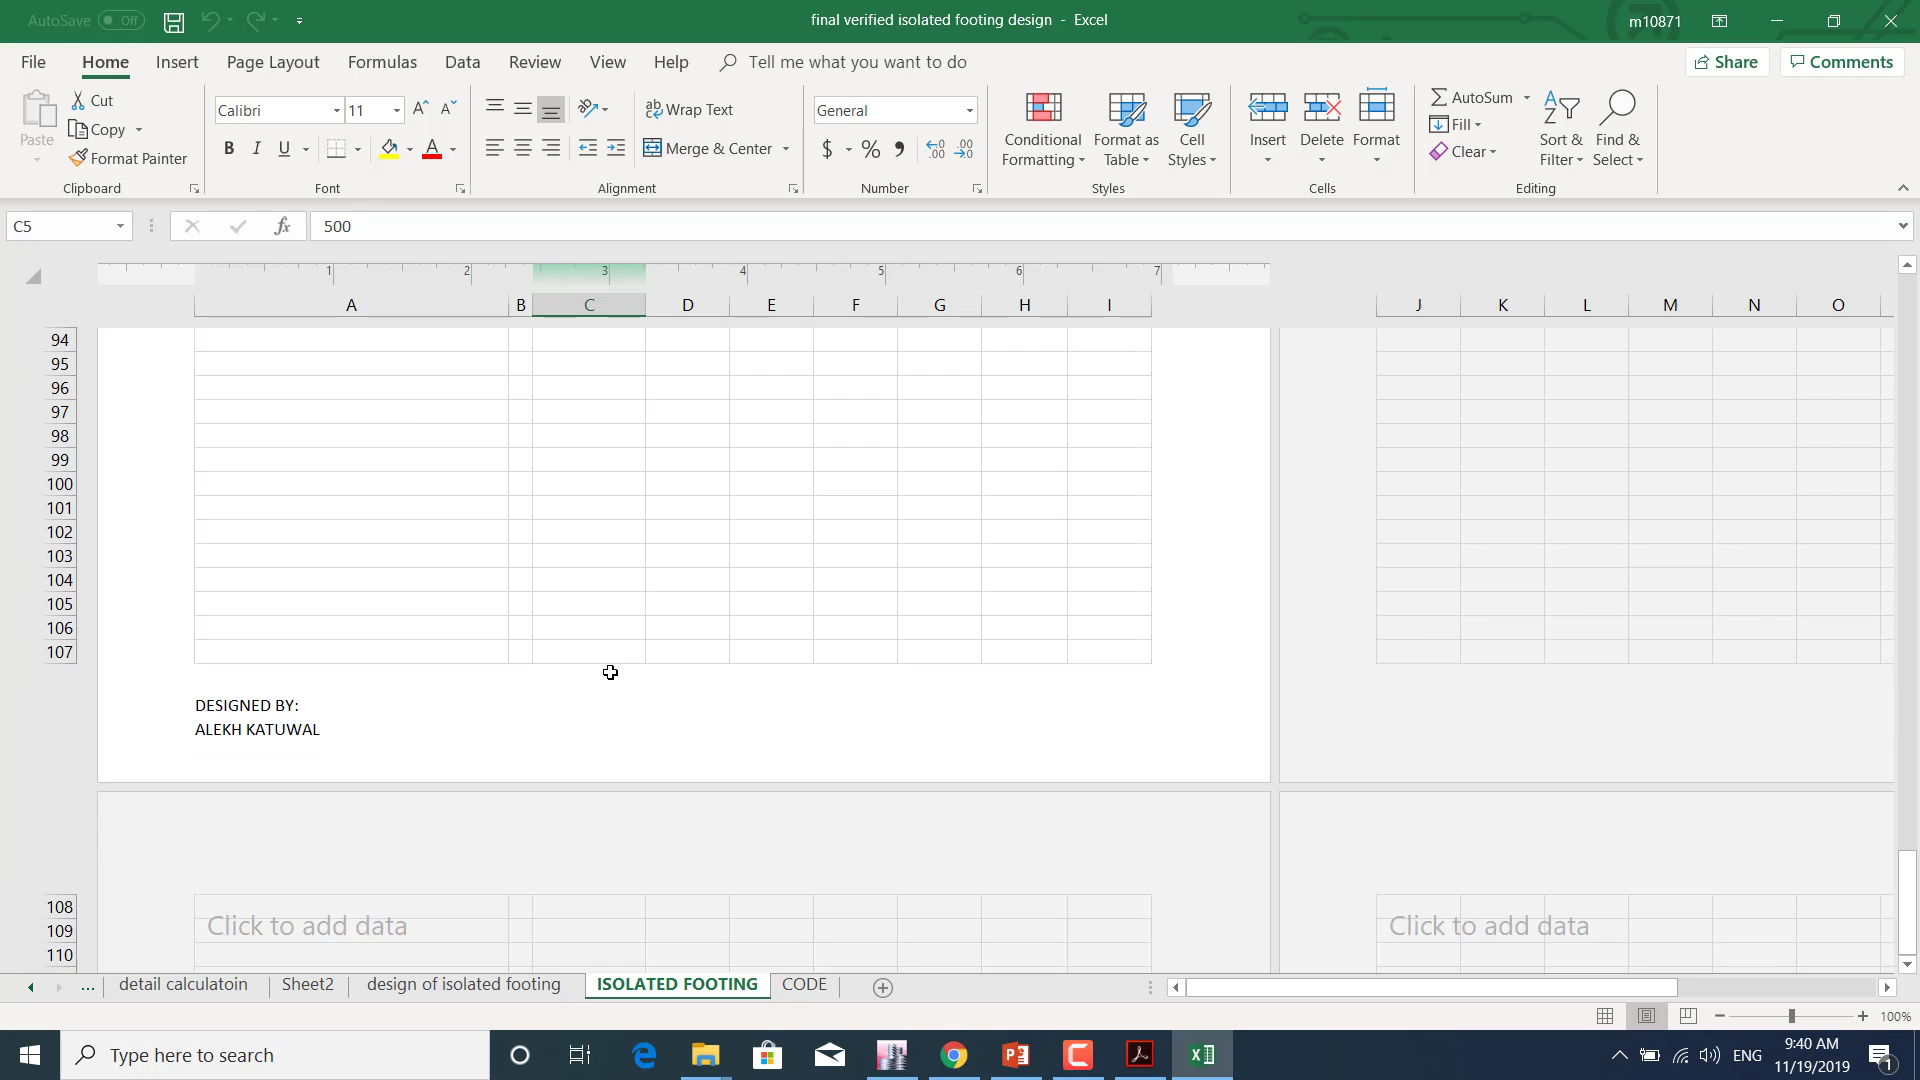 AutoSave Off
final verified isolated footing design - Excel
m10871
File Home Insert Page Layout Formulas Data Review View Help Tell me what you want to do
Share Comments
Paste
Cut
Copy
Format Painter
Clipboard
Calibri 11
B I U
Font
Wrap Text
Merge & Center
Alignment
General
$ % 9
Number
Conditional Formatting
Format as Table
Cell Styles
Styles
Insert
Delete
Format
Cells
AutoSum
Fill
Clear
Sort & Filter
Find & Select
Editing
C5 fx 500
1 2 3 4 5 6 7
A B C D E F G H I J K L M N O
94
95
96
97
98
99
100
101
102
103
104
105
106
107
DESIGNED BY:
ALEKH KATUWAL
108
109 Click to add data Click to add data
110
... detail calculatoin Sheet2 design of isolated footing ISOLATED FOOTING CODE
100%
Type here to search
ENG
9:40 AM
11/19/2019
1